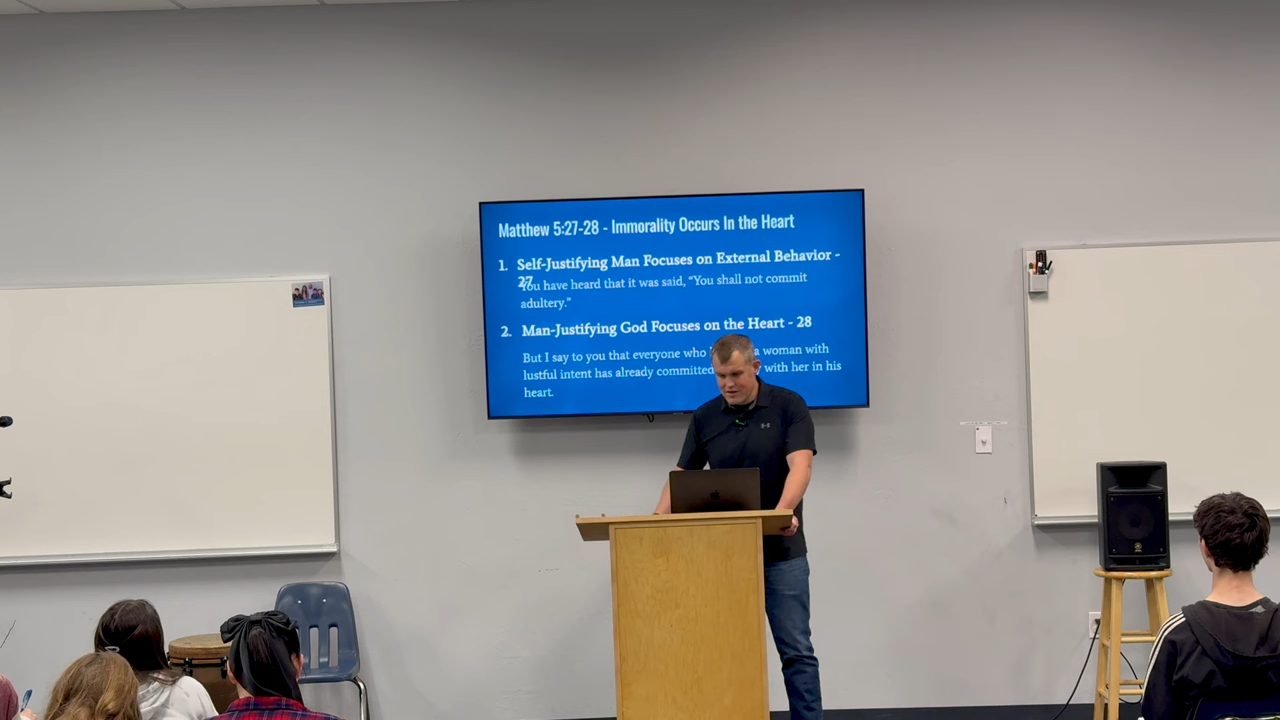 Matthew 5:27-28 - Immorality Occurs In the Heart
1. Self-Justifying Man Focuses on External Behavior -
27
You have heard that it was said, “You shall not commit
adultery.”
2. Man-Justifying God Focuses on the Heart - 28
But I say to you that everyone who a woman with
lustful intent has already committed with her in his
heart.